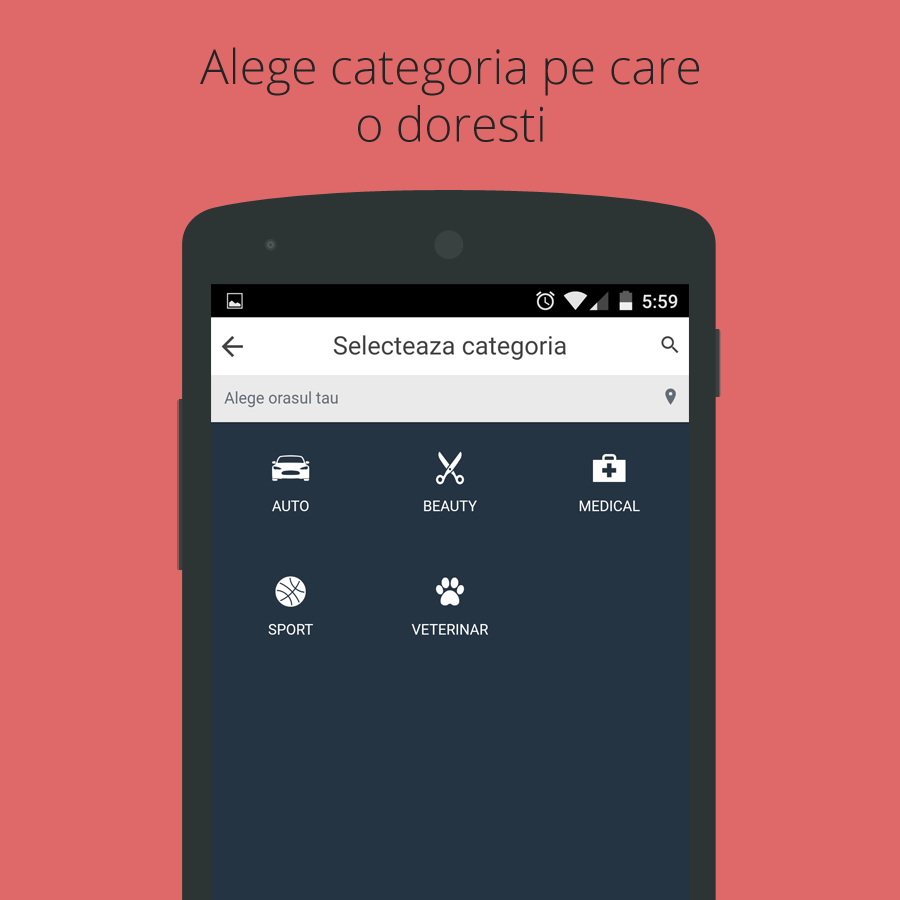 Alege categoria pe care
o doresti
5:59
Selecteaza categoria
Alege orasul tau
AUTO
BEAUTY
MEDICAL
SPORT
VETERINAR